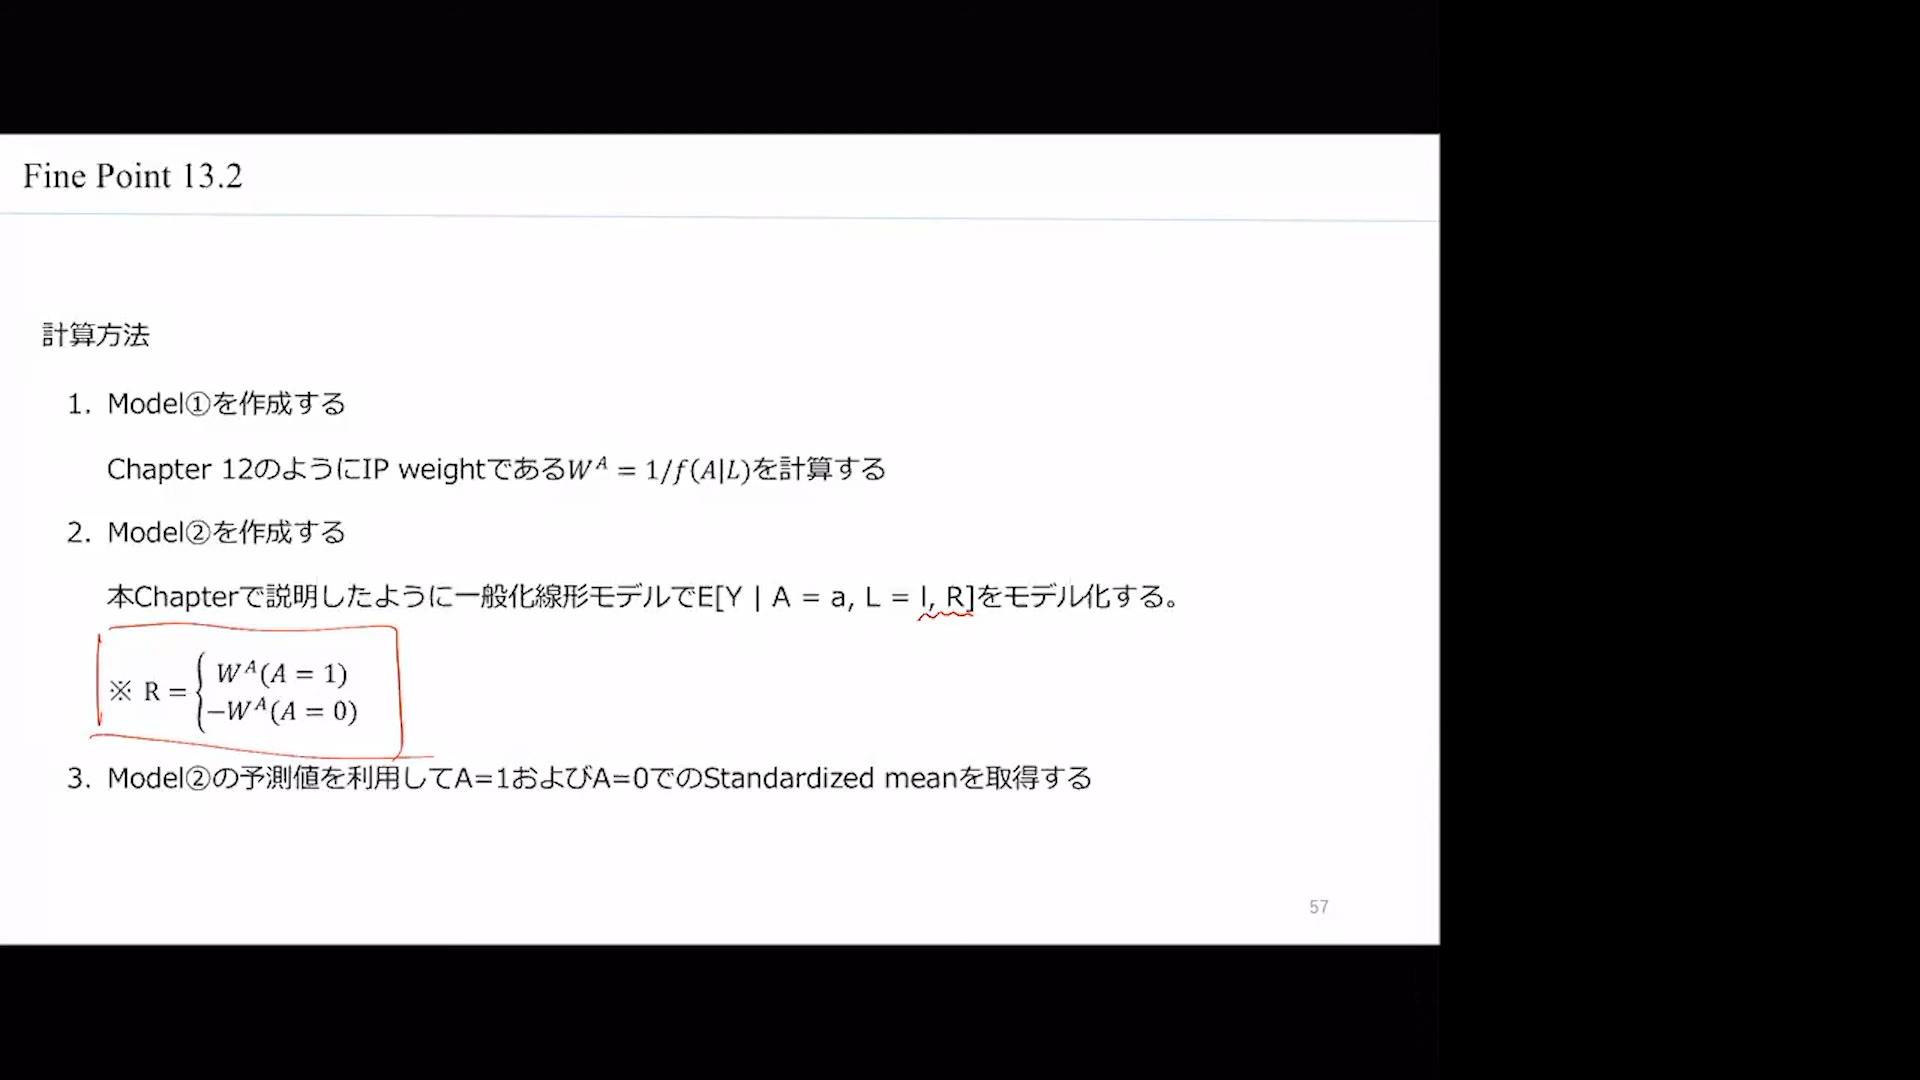 Fine Point 13.2
計算方法
1. Model①を作成する
Chapter 12のようにIP weightである𝑊ᴬ = 1/𝑓(𝐴|𝐿)を計算する
2. Model②を作成する
本Chapterで説明したように一般化線形モデルでE[Y | A = a, L = l, R]をモデル化する。
※ R = { 𝑊ᴬ(𝐴 = 1)
−𝑊ᴬ(𝐴 = 0)
3. Model②の予測値を利用してA=1およびA=0でのStandardized meanを取得する
57